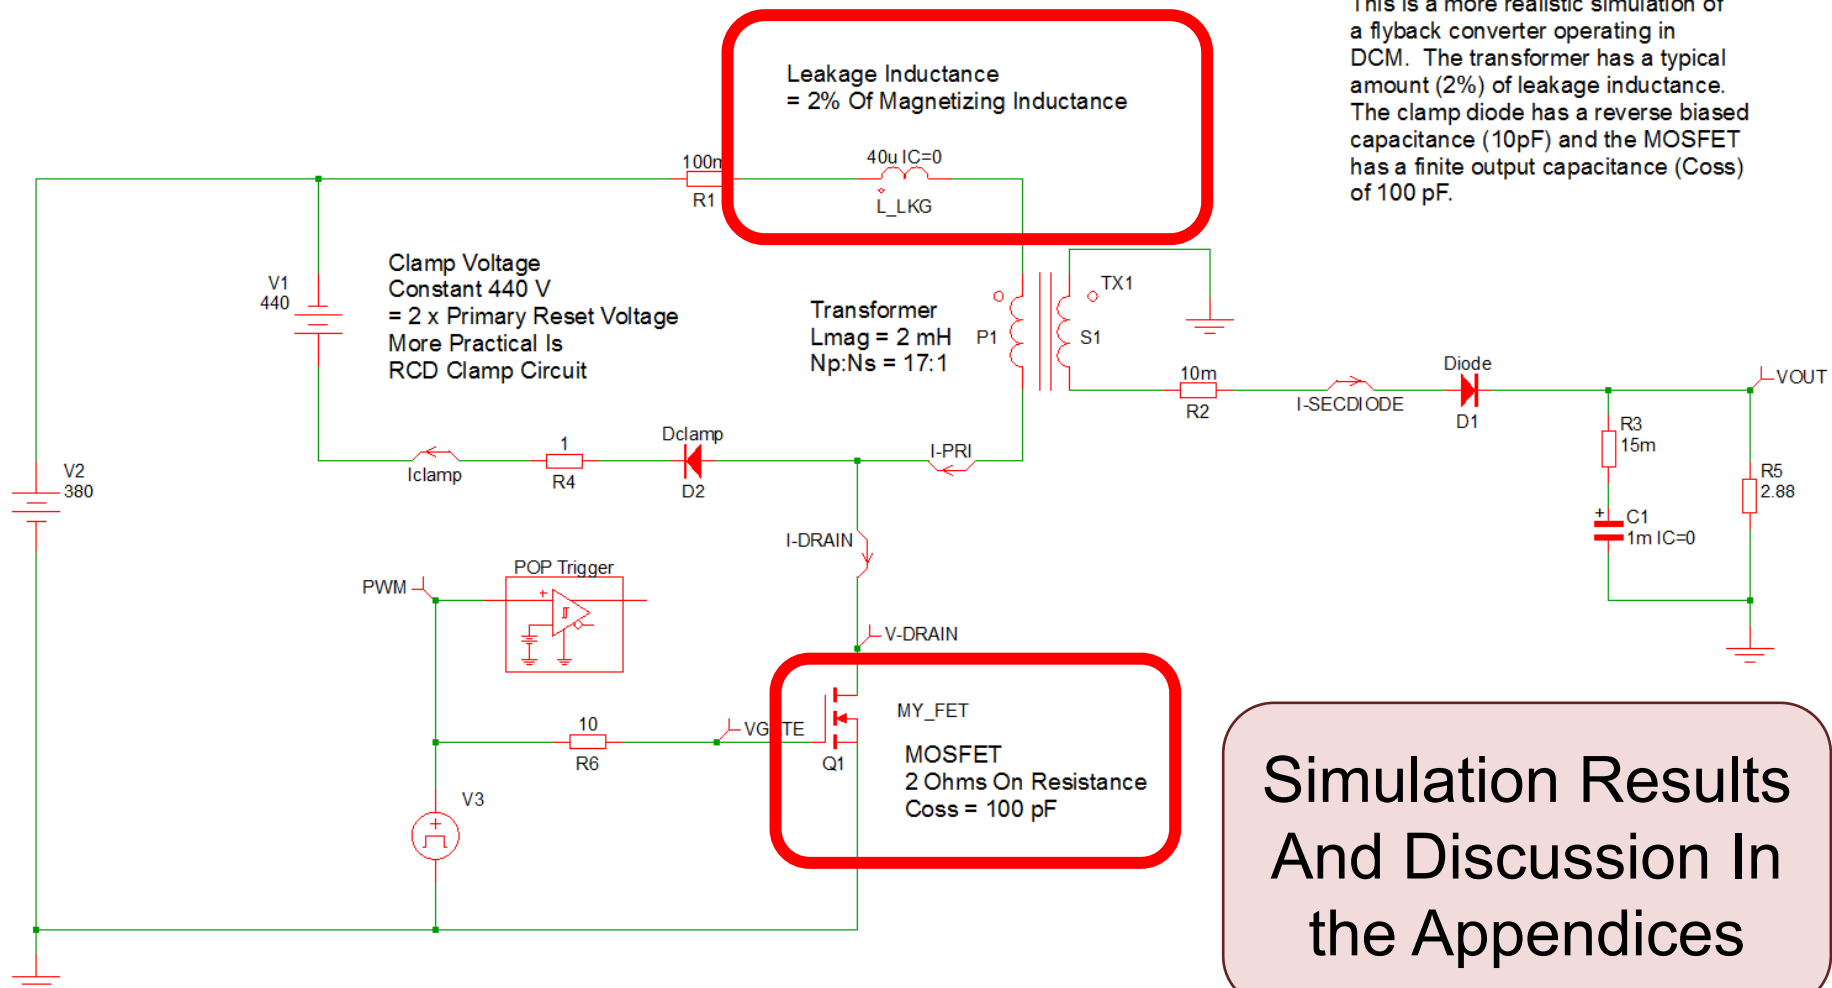 This is a more realistic simulation of
a flyback converter operating in
DCM. The transformer has a typical
amount (2%) of leakage inductance.
The clamp diode has a reverse biased
capacitance (10pF) and the MOSFET
has a finite output capacitance (Coss)
of 100 pF.
Leakage Inductance
= 2% Of Magnetizing Inductance
100m
R1
40u IC=0
L_LKG
V1
440
Clamp Voltage
Constant 440 V
= 2 x Primary Reset Voltage
More Practical Is
RCD Clamp Circuit
Transformer
Lmag = 2 mH
Np:Ns = 17:1
P1
S1
TX1
10m
R2
I-SECDIODE
Diode
D1
VOUT
R3
15m
R5
2.88
+
C1
1m IC=0
V2
380
Iclamp
1
R4
Dclamp
D2
I-PRI
I-DRAIN
PWM
POP Trigger
+
V-DRAIN
10
R6
Q1
MY_FET
MOSFET
2 Ohms On Resistance
Coss = 100 pF
V3
+
Simulation Results
And Discussion In
the Appendices